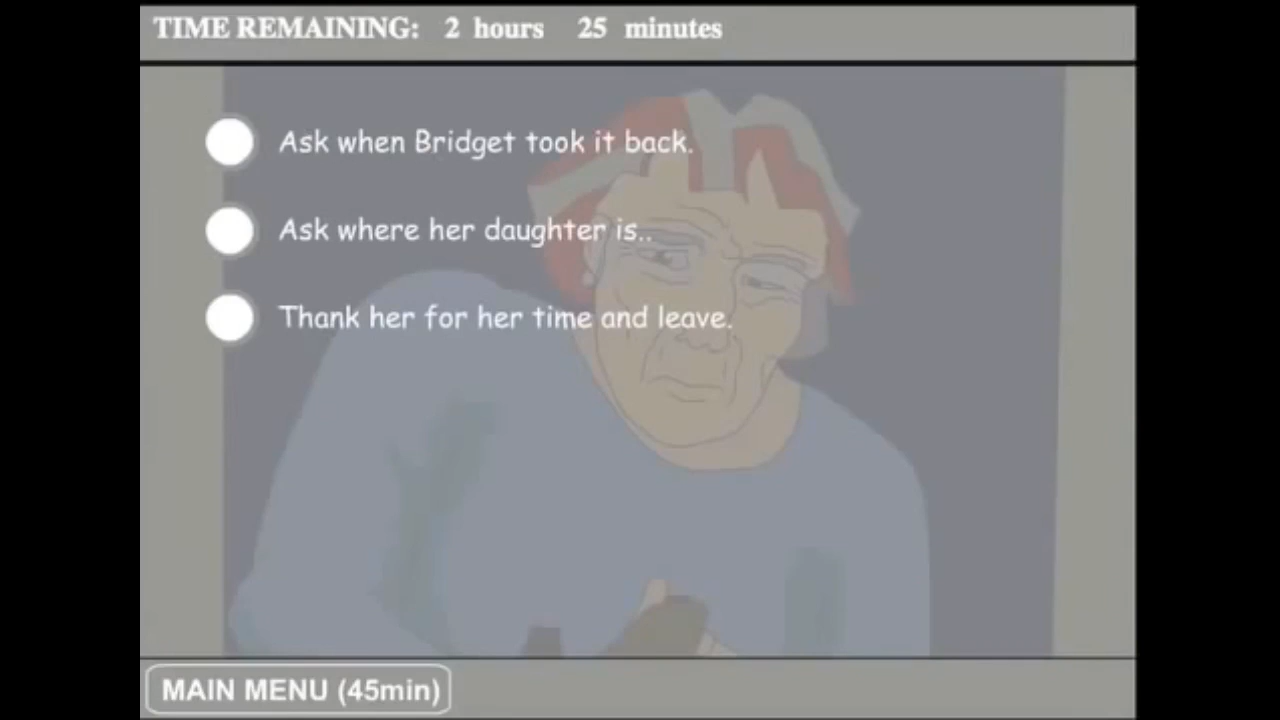 TIME REMAINING: 2 hours 25 minutes
Ask when Bridget took it back.
Ask where her daughter is..
Thank her for her time and leave.
MAIN MENU (45min)